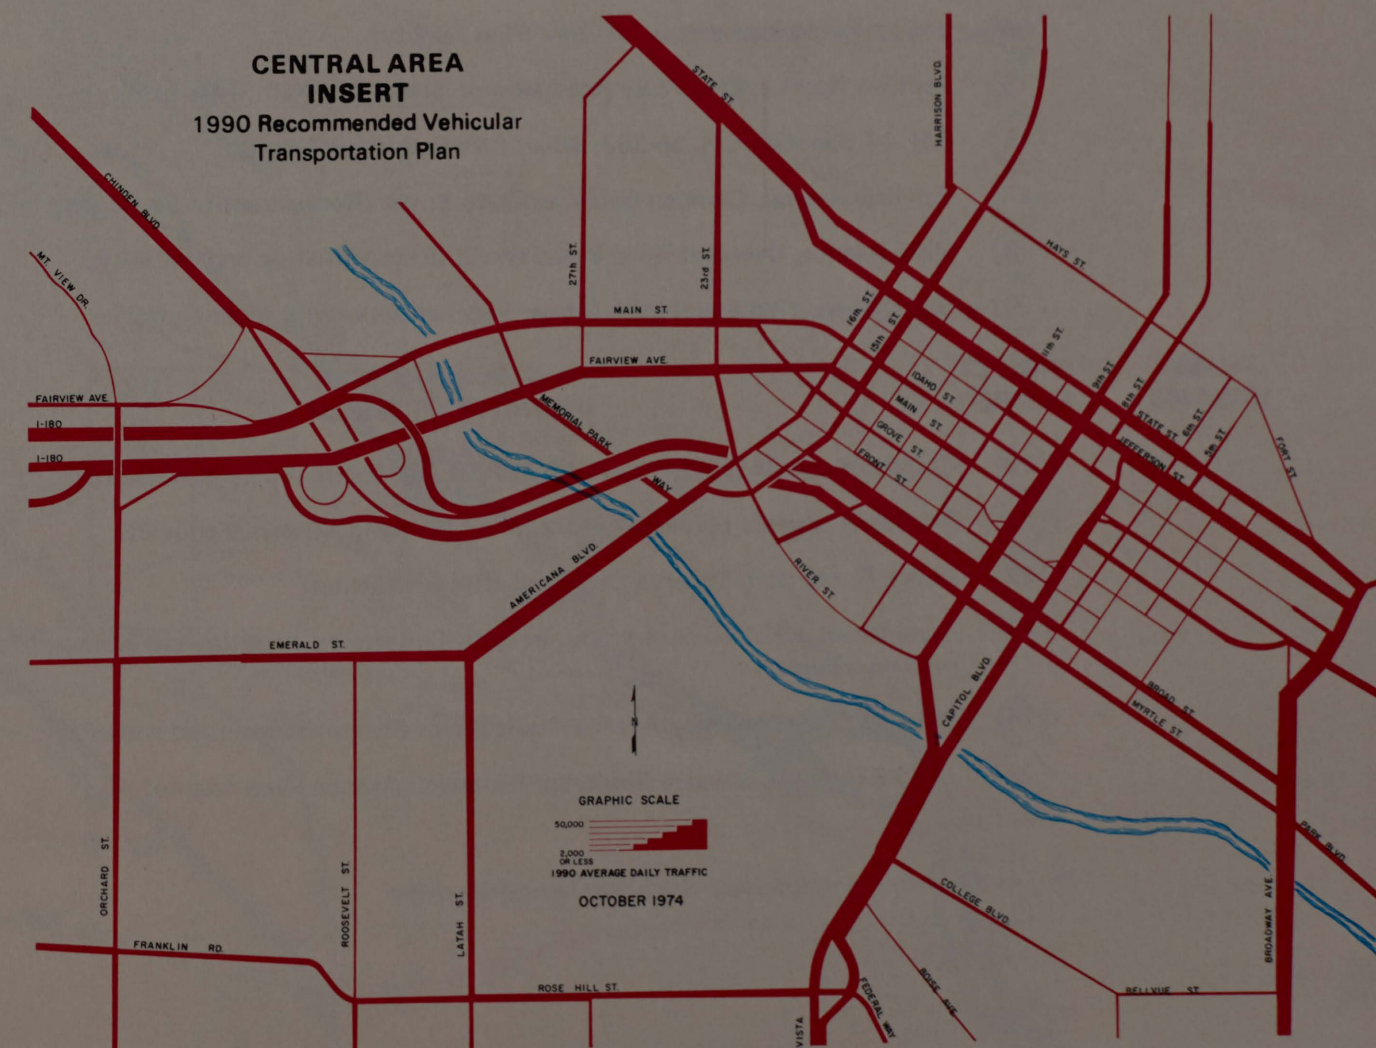 CENTRAL AREA
INSERT
1990 Recommended Vehicular
Transportation Plan
STATE ST.
HARRISON BLVD.
CHINDEN BLVD.
MT. VIEW DR.
27th ST.
23rd ST.
HAYS ST.
MAIN ST.
16th ST.
15th ST.
11th ST.
FAIRVIEW AVE.
9th ST.
8th ST.
IDAHO ST.
MAIN ST.
GROVE ST.
FRONT ST.
STATE ST.
JEFFERSON ST.
6th ST.
5th ST.
FORT ST.
FAIRVIEW AVE.
I-180
I-180
MEMORIAL PARK
WAY
AMERICANA BLVD.
RIVER ST.
EMERALD ST.
N
CAPITOL BLVD.
BROAD ST.
MYRTLE ST.
GRAPHIC SCALE
50,000
2,000
OR LESS
1990 AVERAGE DAILY TRAFFIC
OCTOBER 1974
PARK BLVD.
ORCHARD ST.
ROOSEVELT ST.
LATAH ST.
COLLEGE BLVD.
BROADWAY AVE.
FRANKLIN RD.
ROSE HILL ST.
BOISE AVE.
FEDERAL WAY
BELLVUE ST.
VISTA